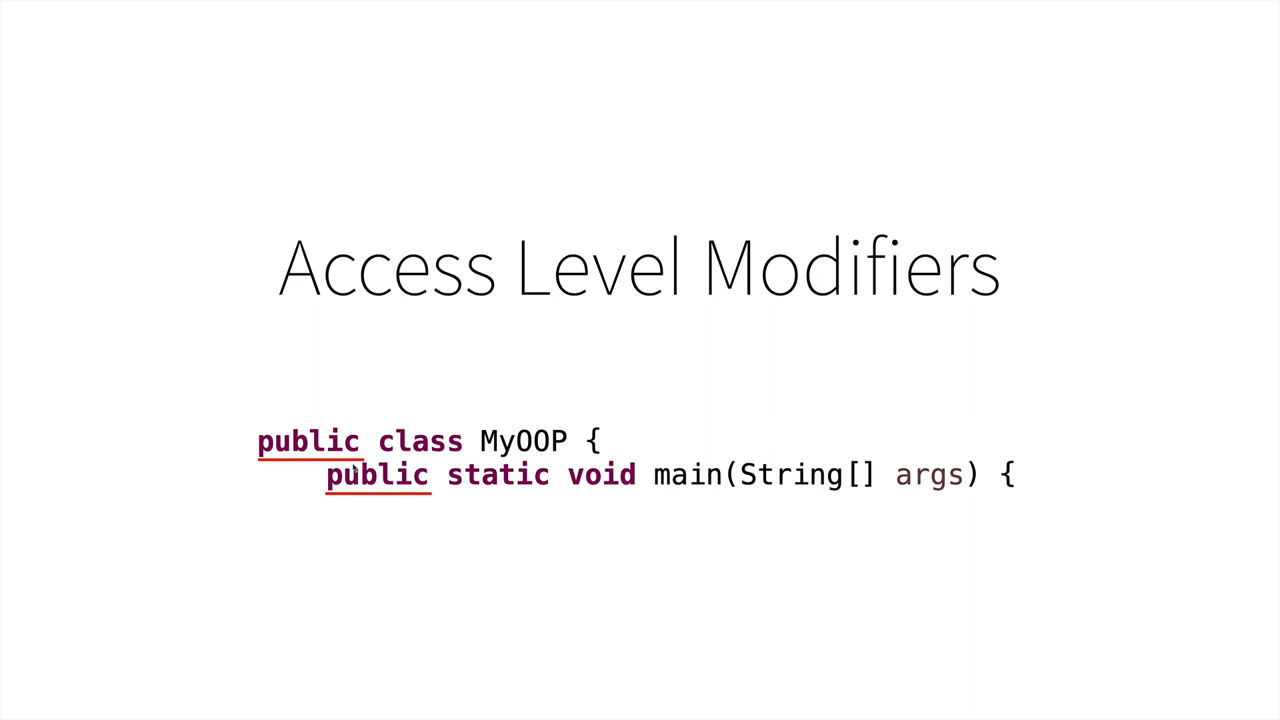 Access Level Modifiers
public class MyOOP {
public static void main(String[] args) {